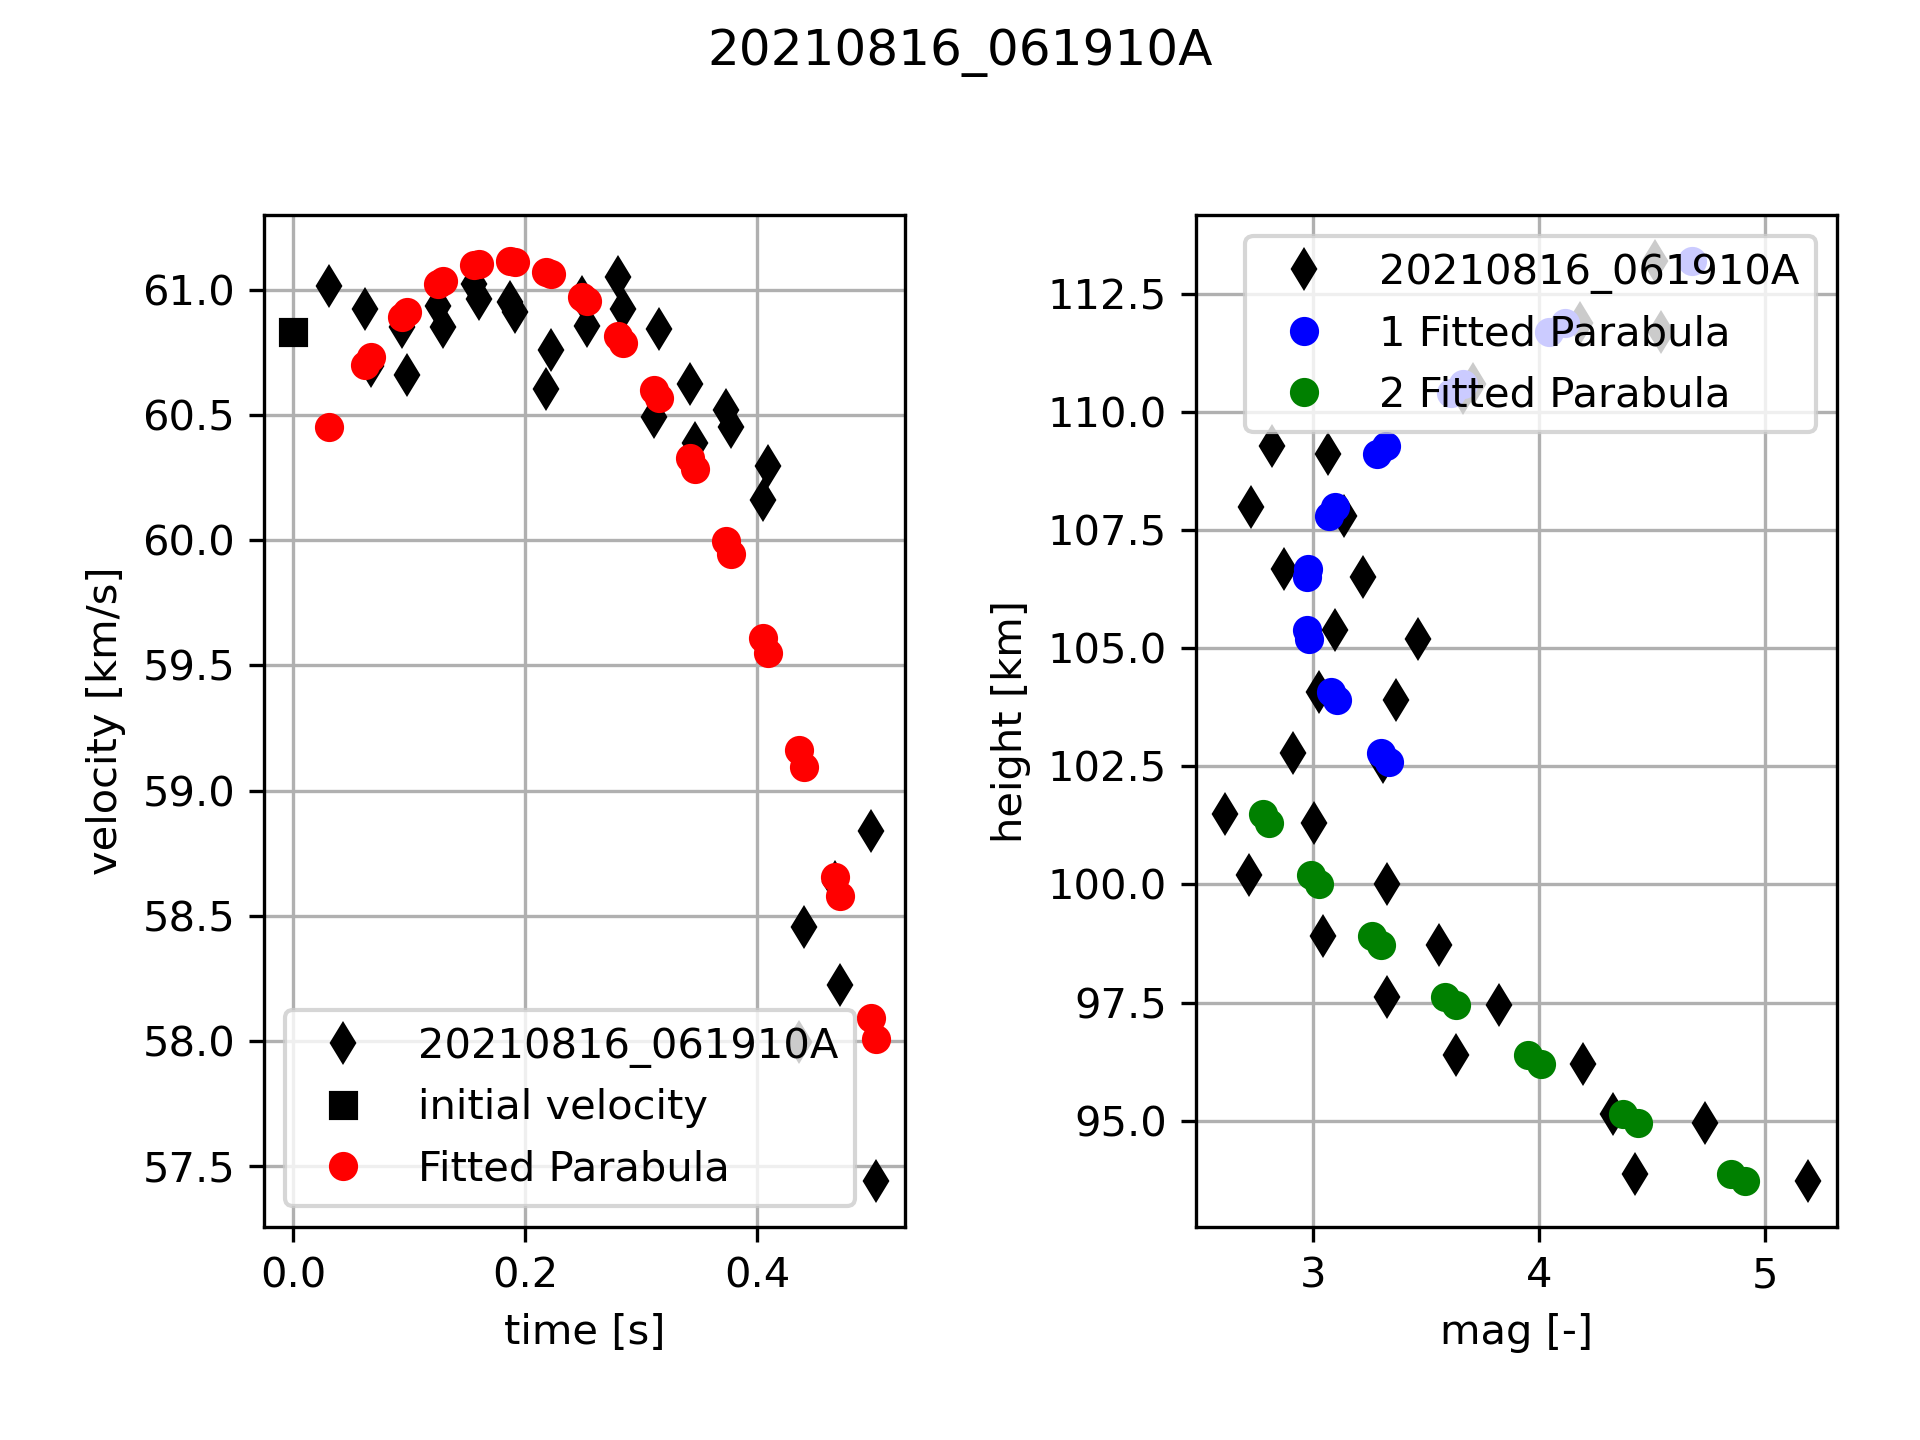 20210816_061910A
61.0
60.5
60.0
59.5
59.0
58.5
58.0
57.5
velocity [km/s]
20210816_061910A
initial velocity
Fitted Parabula
0.0 0.2 0.4
time [s]
112.5
110.0
107.5
105.0
102.5
100.0
97.5
95.0
height [km]
20210816_061910A
1 Fitted Parabula
2 Fitted Parabula
3 4 5
mag [-]